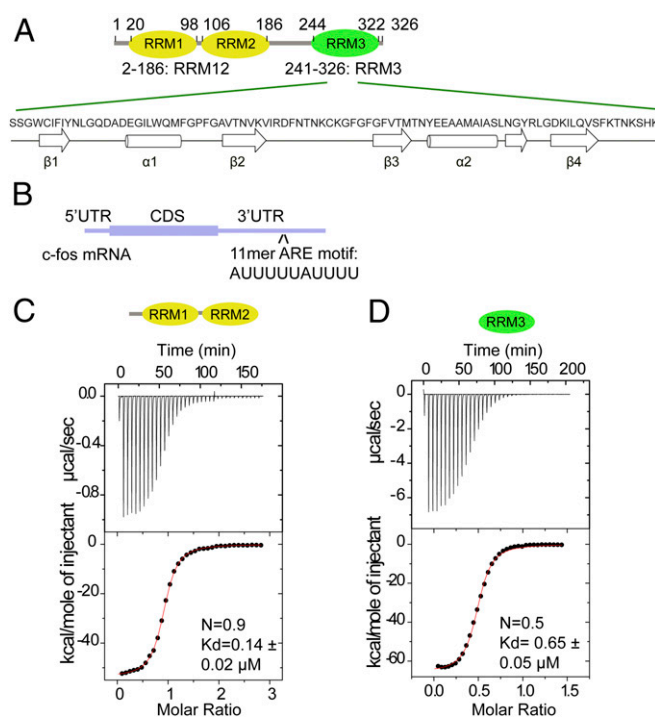 A
1 20 98 106 186 244 322 326
RRM1 RRM2 RRM3
2-186: RRM12 241-326: RRM3
SSGWCIFIYNLGQDADEGILWQMFGPFGAVTNVKVIRDFNTNKCKGFGFGFVTMTNYEEAAMAIASLNGYRLGDKILQVSFKTNKSHK
β1 α1 β2 β3 α2 β4
B
5'UTR CDS 3'UTR
c-fos mRNA
11mer ARE motif:
AUUUUUAUUUU
C
RRM1 RRM2
Time (min)
0 50 100 150
0.0
-0.4
-0.8
µcal/sec
0
-20
-40
kcal/mole of injectant
N=0.9
Kd=0.14 ±
0.02 µM
0 1 2 3
Molar Ratio
D
RRM3
Time (min)
0 50 100 150 200
0
-2
-4
-6
µcal/sec
0
-20
-40
-60
kcal/mole of injectant
N=0.5
Kd= 0.65 ±
0.05 µM
0.0 0.5 1.0 1.5
Molar Ratio